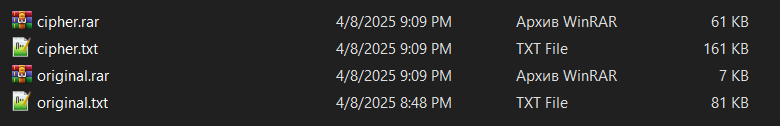 cipher.rar 4/8/2025 9:09 PM Архив WinRAR 61 KB
cipher.txt 4/8/2025 9:09 PM TXT File 161 KB
original.rar 4/8/2025 9:09 PM Архив WinRAR 7 KB
original.txt 4/8/2025 8:48 PM TXT File 81 KB